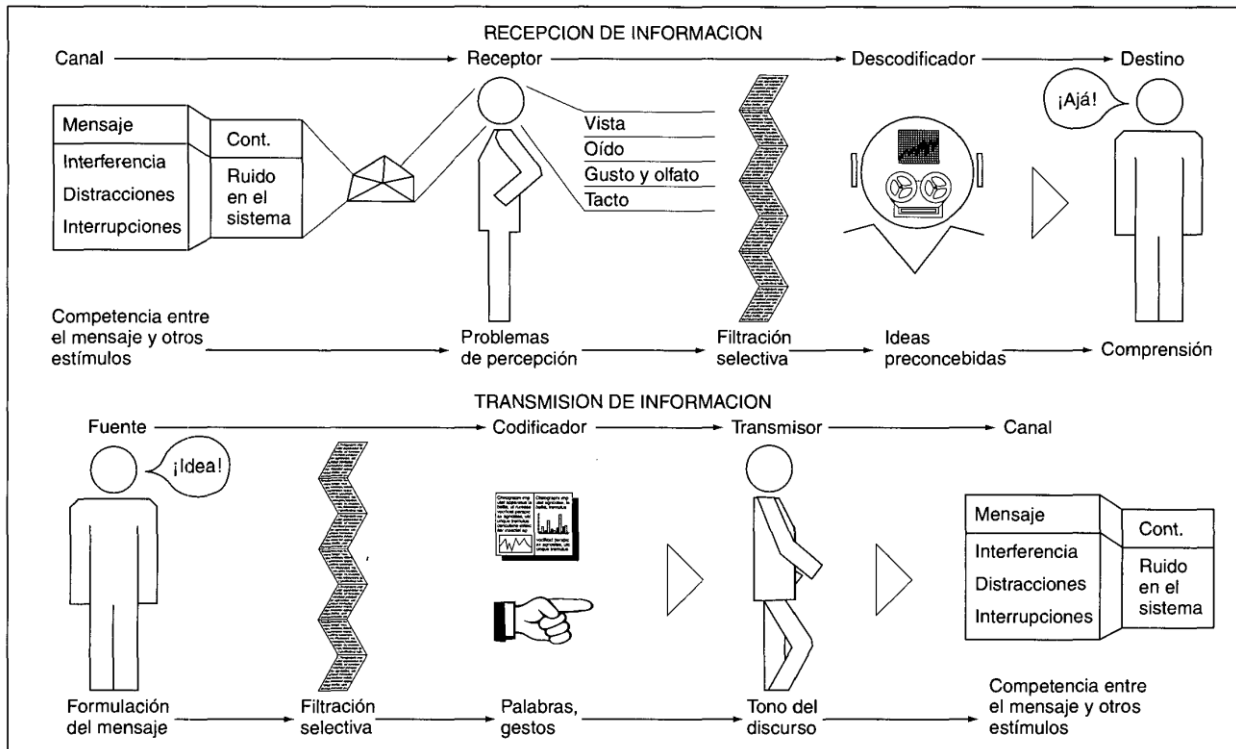 RECEPCION DE INFORMACION
Canal Receptor Descodificador Destino
¡Ajá!
Mensaje
Interferencia
Distracciones
Interrupciones
Cont.
Ruido
en el
sistema
Vista
Oído
Gusto y olfato
Tacto
Competencia entre
el mensaje y otros
estímulos
Problemas
de percepción
Filtración
selectiva
Ideas
preconcebidas
Comprensión
TRANSMISION DE INFORMACION
Fuente Codificador Transmisor Canal
¡Idea!
Mensaje
Interferencia
Distracciones
Interrupciones
Cont.
Ruido
en el
sistema
Formulación
del mensaje
Filtración
selectiva
Palabras,
gestos
Tono del
discurso
Competencia entre
el mensaje y otros
estímulos